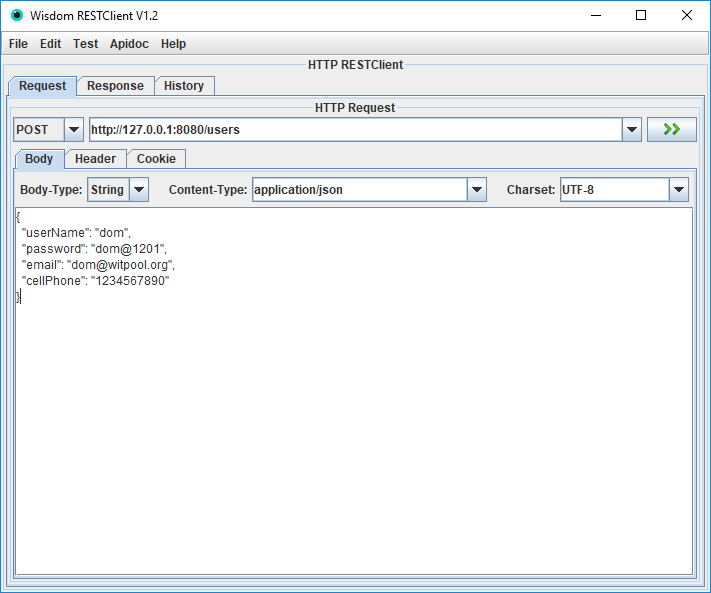 Wisdom RESTClient V1.2
File Edit Test Apidoc Help
HTTP RESTClient
Request Response History
HTTP Request
POST http://127.0.0.1:8080/users
Body Header Cookie
Body-Type: String Content-Type: application/json Charset: UTF-8
{
"userName": "dom",
"password": "dom@1201",
"email": "dom@witpool.org",
"cellPhone": "1234567890"
}